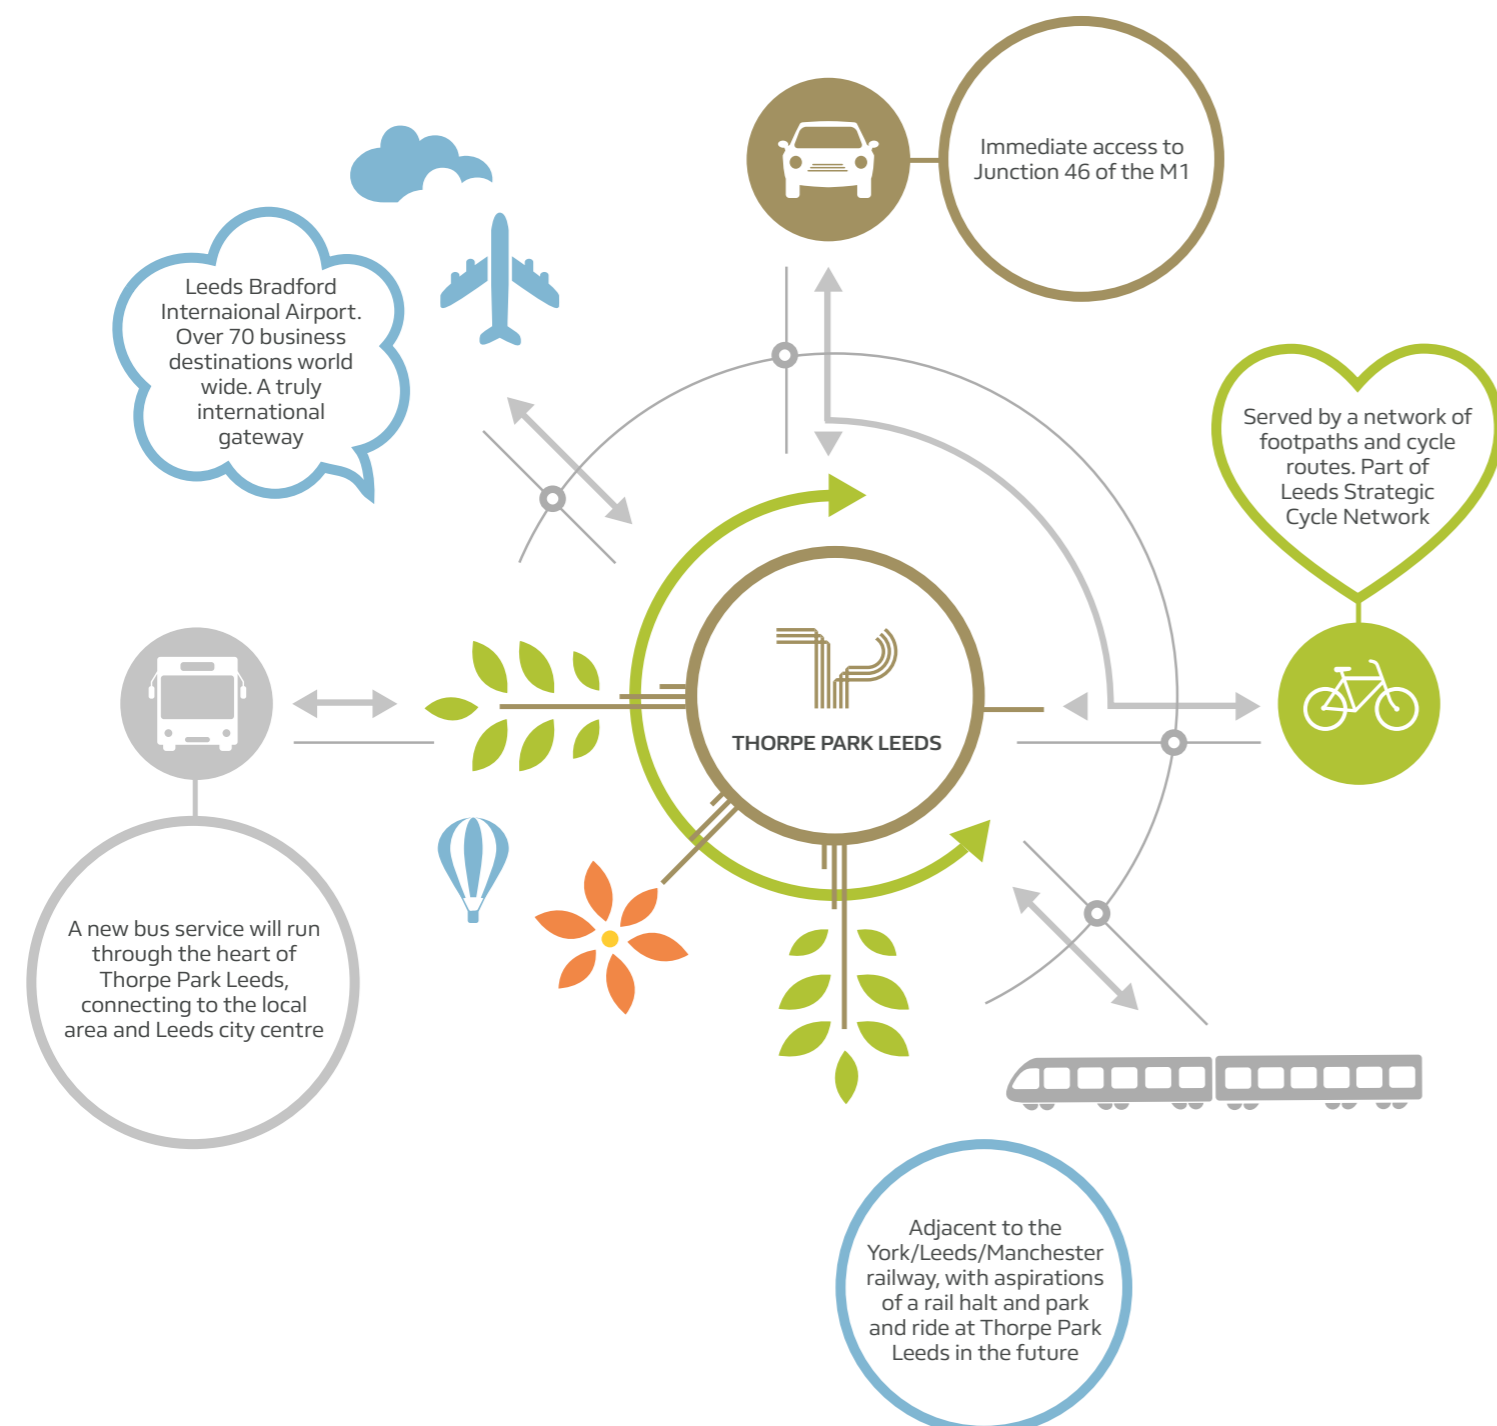 Immediate access to
Junction 46 of the M1
Leeds Bradford
Internaional Airport.
Over 70 business
destinations world
wide. A truly
international
gateway
Served by a network of
footpaths and cycle
routes. Part of
Leeds Strategic
Cycle Network
THORPE PARK LEEDS
A new bus service will run
through the heart of
Thorpe Park Leeds,
connecting to the local
area and Leeds city centre
Adjacent to the
York/Leeds/Manchester
railway, with aspirations
of a rail halt and park
and ride at Thorpe Park
Leeds in the future